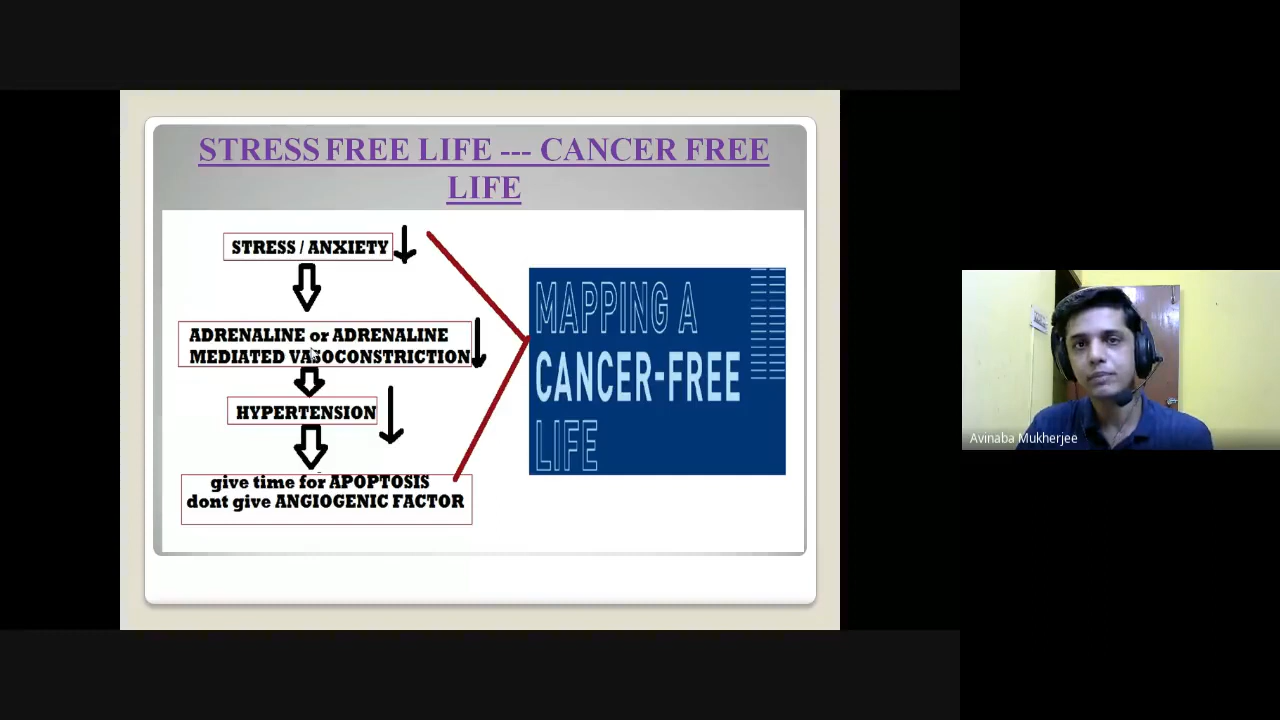 STRESS FREE LIFE --- CANCER FREE
LIFE
STRESS / ANXIETY
ADRENALINE or ADRENALINE
MEDIATED VASOCONSTRICTION
HYPERTENSION
give time for APOPTOSIS
dont give ANGIOGENIC FACTOR
MAPPING A
CANCER-FREE
LIFE
Avinaba Mukherjee